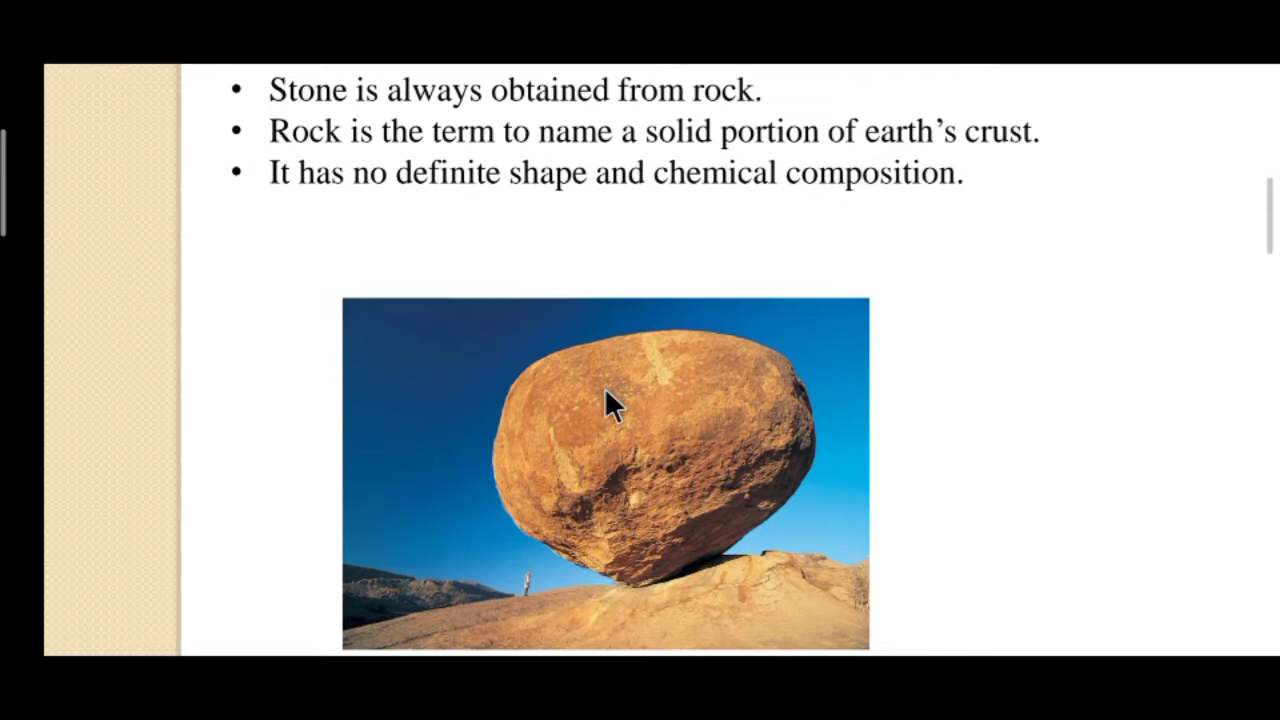 • Stone is always obtained from rock.
• Rock is the term to name a solid portion of earth’s crust.
• It has no definite shape and chemical composition.